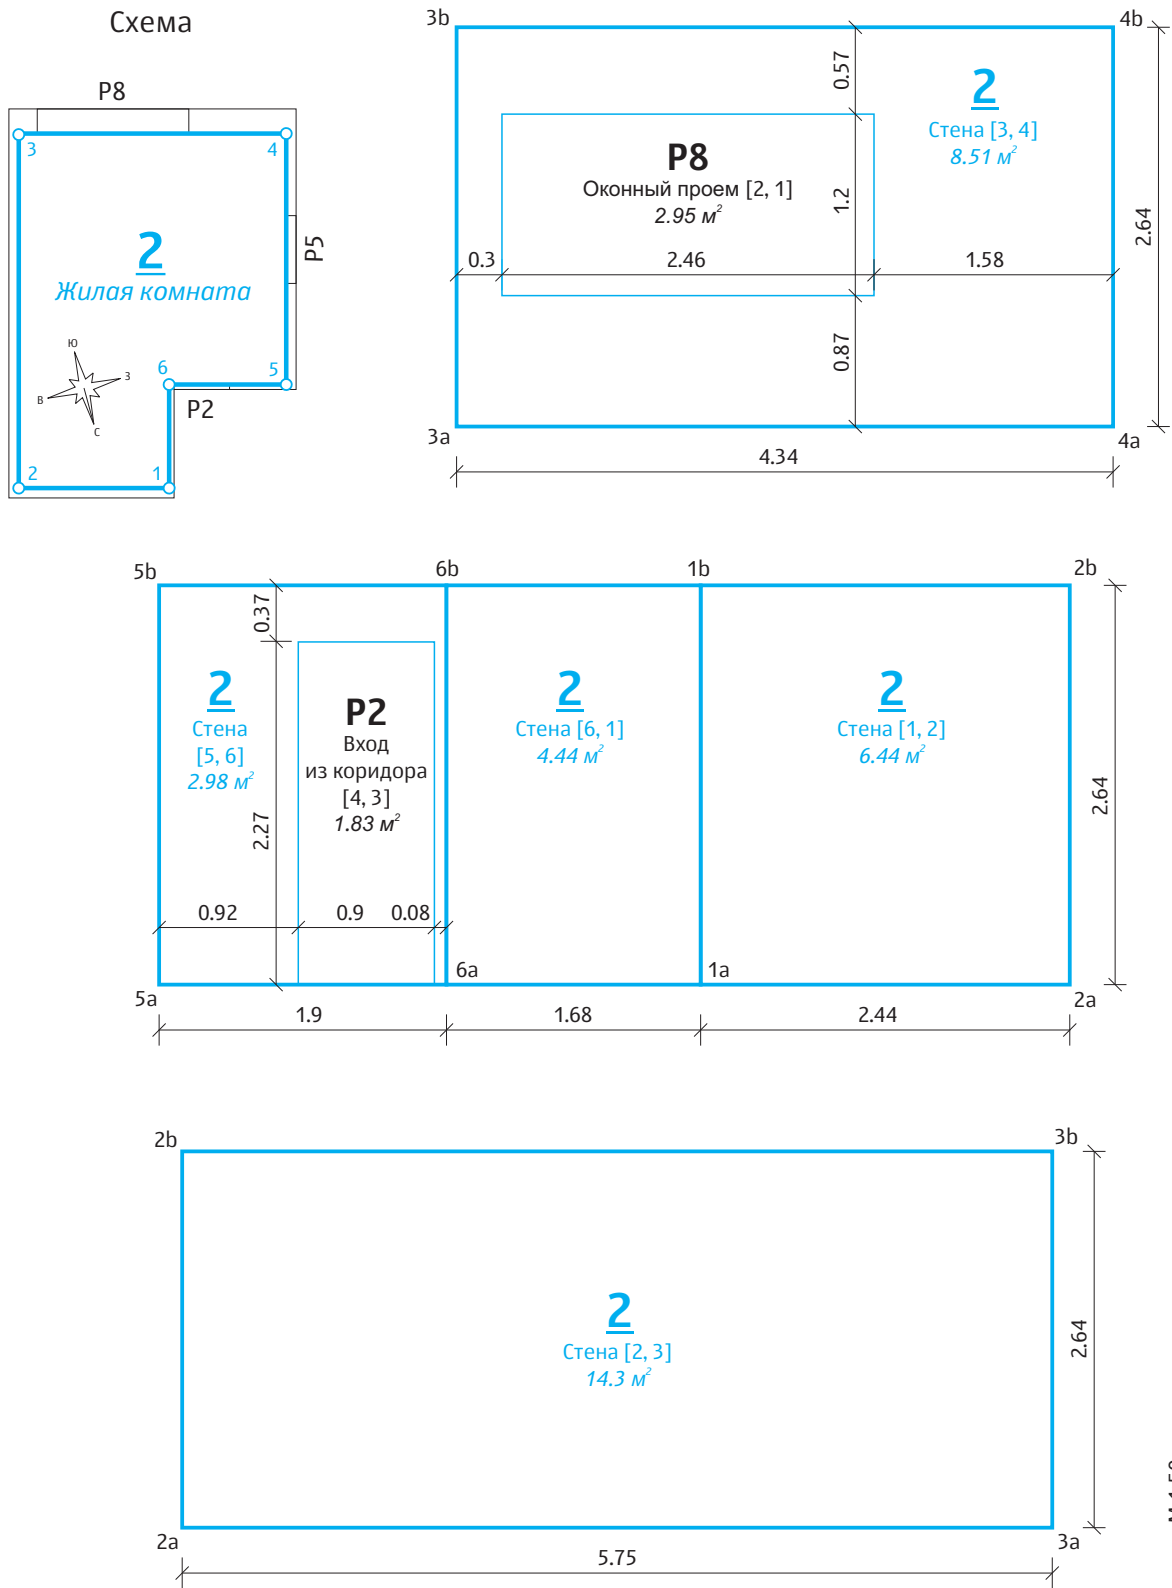 Схема
P8
3
4
P5
2
Жилая комната
ю
з
в
с
6
5
P2
2
1
3b
4b
0.57
2
Стена [3, 4]
8.51 м²
P8
Оконный проем [2, 1]
2.95 м²
1.2
2.64
0.3
2.46
1.58
0.87
3a
4a
4.34
5b
6b
1b
2b
0.37
2
Стена
[5, 6]
2.98 м²
P2
Вход
из коридора
[4, 3]
1.83 м²
2
Стена [6, 1]
4.44 м²
2
Стена [1, 2]
6.44 м²
2.27
2.64
0.92
0.9
0.08
5a
6a
1a
2a
1.9
1.68
2.44
2b
3b
2
Стена [2, 3]
14.3 м²
2.64
2a
3a
5.75